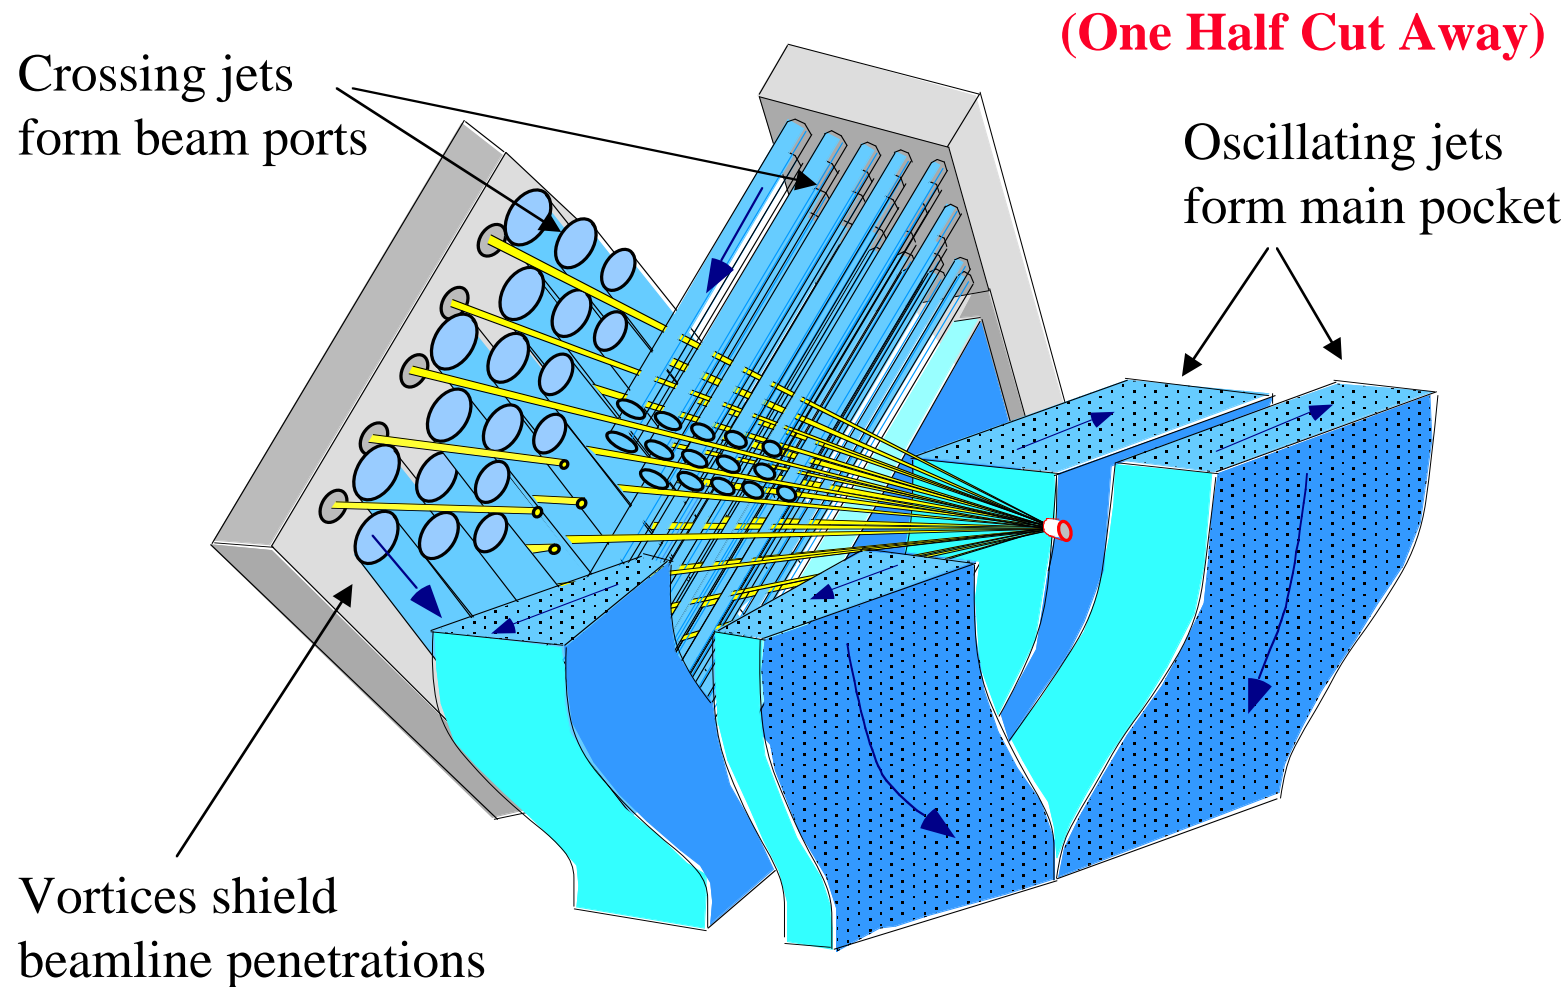 (One Half Cut Away)
Crossing jets
form beam ports
Oscillating jets
form main pocket
Vortices shield
beamline penetrations